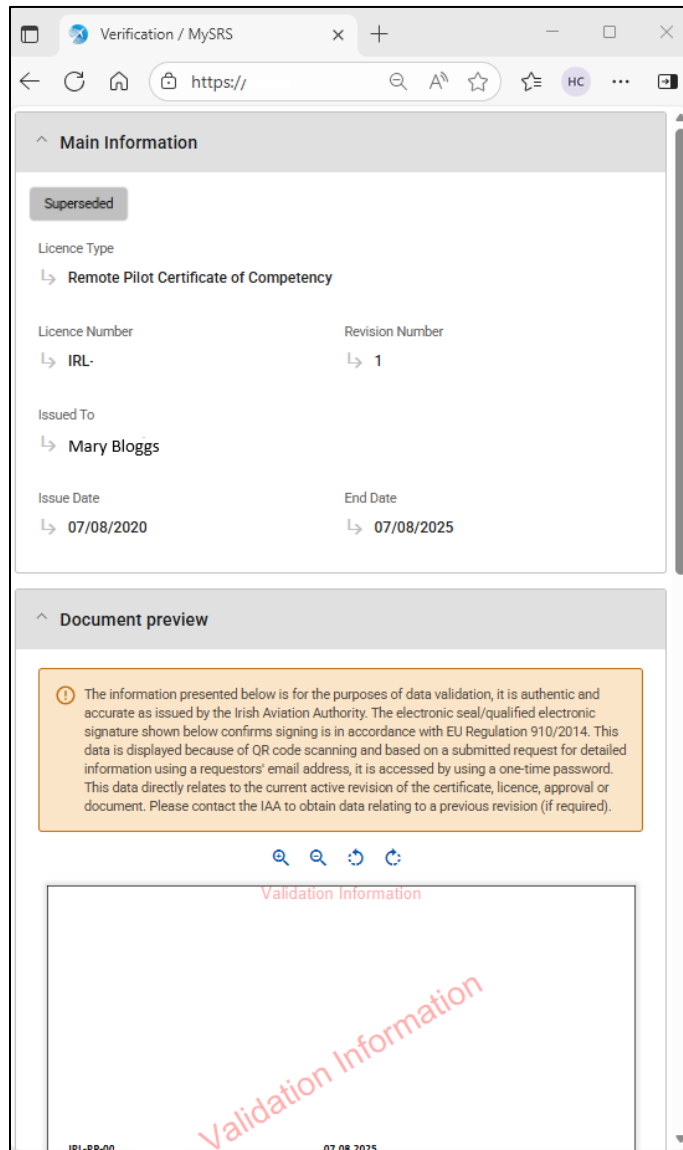 Verification / MySRS
https://
HC
Main Information
Superseded
Licence Type
Remote Pilot Certificate of Competency
Licence Number Revision Number
IRL- 1
Issued To
Mary Bloggs
Issue Date End Date
07/08/2020 07/08/2025
Document preview
The information presented below is for the purposes of data validation, it is authentic and
accurate as issued by the Irish Aviation Authority. The electronic seal/qualified electronic
signature shown below confirms signing is in accordance with EU Regulation 910/2014. This
data is displayed because of QR code scanning and based on a submitted request for detailed
information using a requestors' email address, it is accessed by using a one-time password.
This data directly relates to the current active revision of the certificate, licence, approval or
document. Please contact the IAA to obtain data relating to a previous revision (if required).
Validation Information
Validation Information
IRL-RP-00 07.08.2025